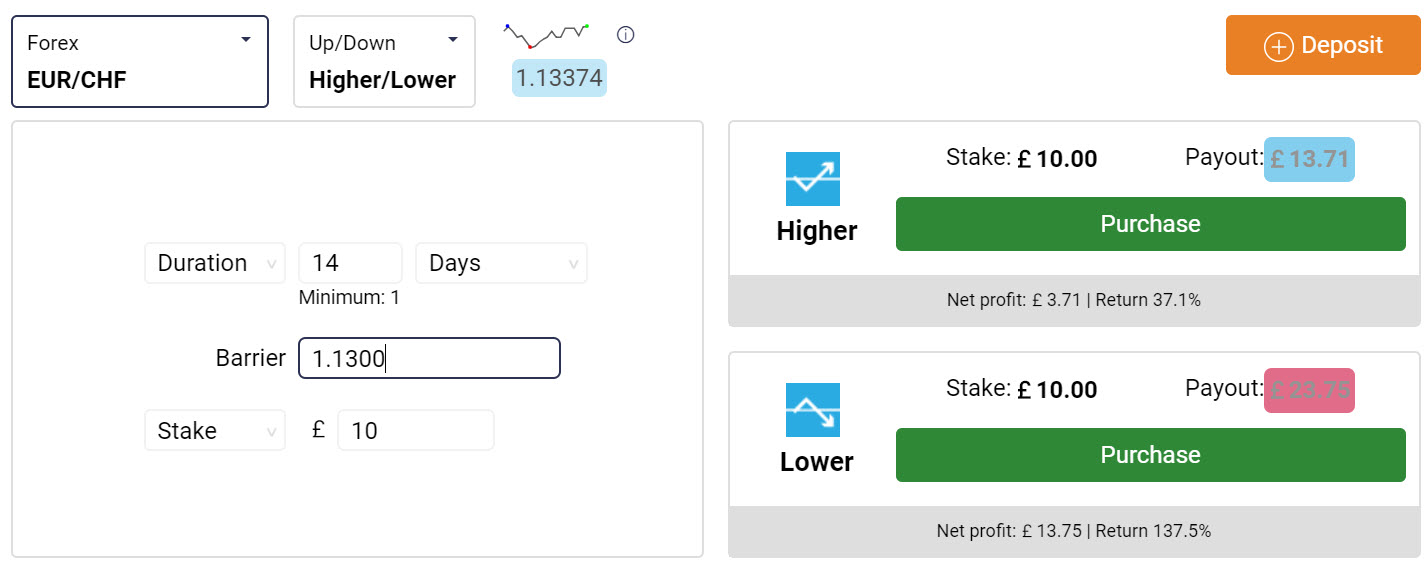 Forex
EUR/CHF
Up/Down
Higher/Lower
1.13374
Deposit
Duration
14
Days
Minimum: 1
Barrier
1.1300
Stake
£
10
Higher
Stake: £ 10.00
Payout: £ 13.71
Purchase
Net profit: £ 3.71 | Return 37.1%
Lower
Stake: £ 10.00
Payout: £ 23.75
Purchase
Net profit: £ 13.75 | Return 137.5%